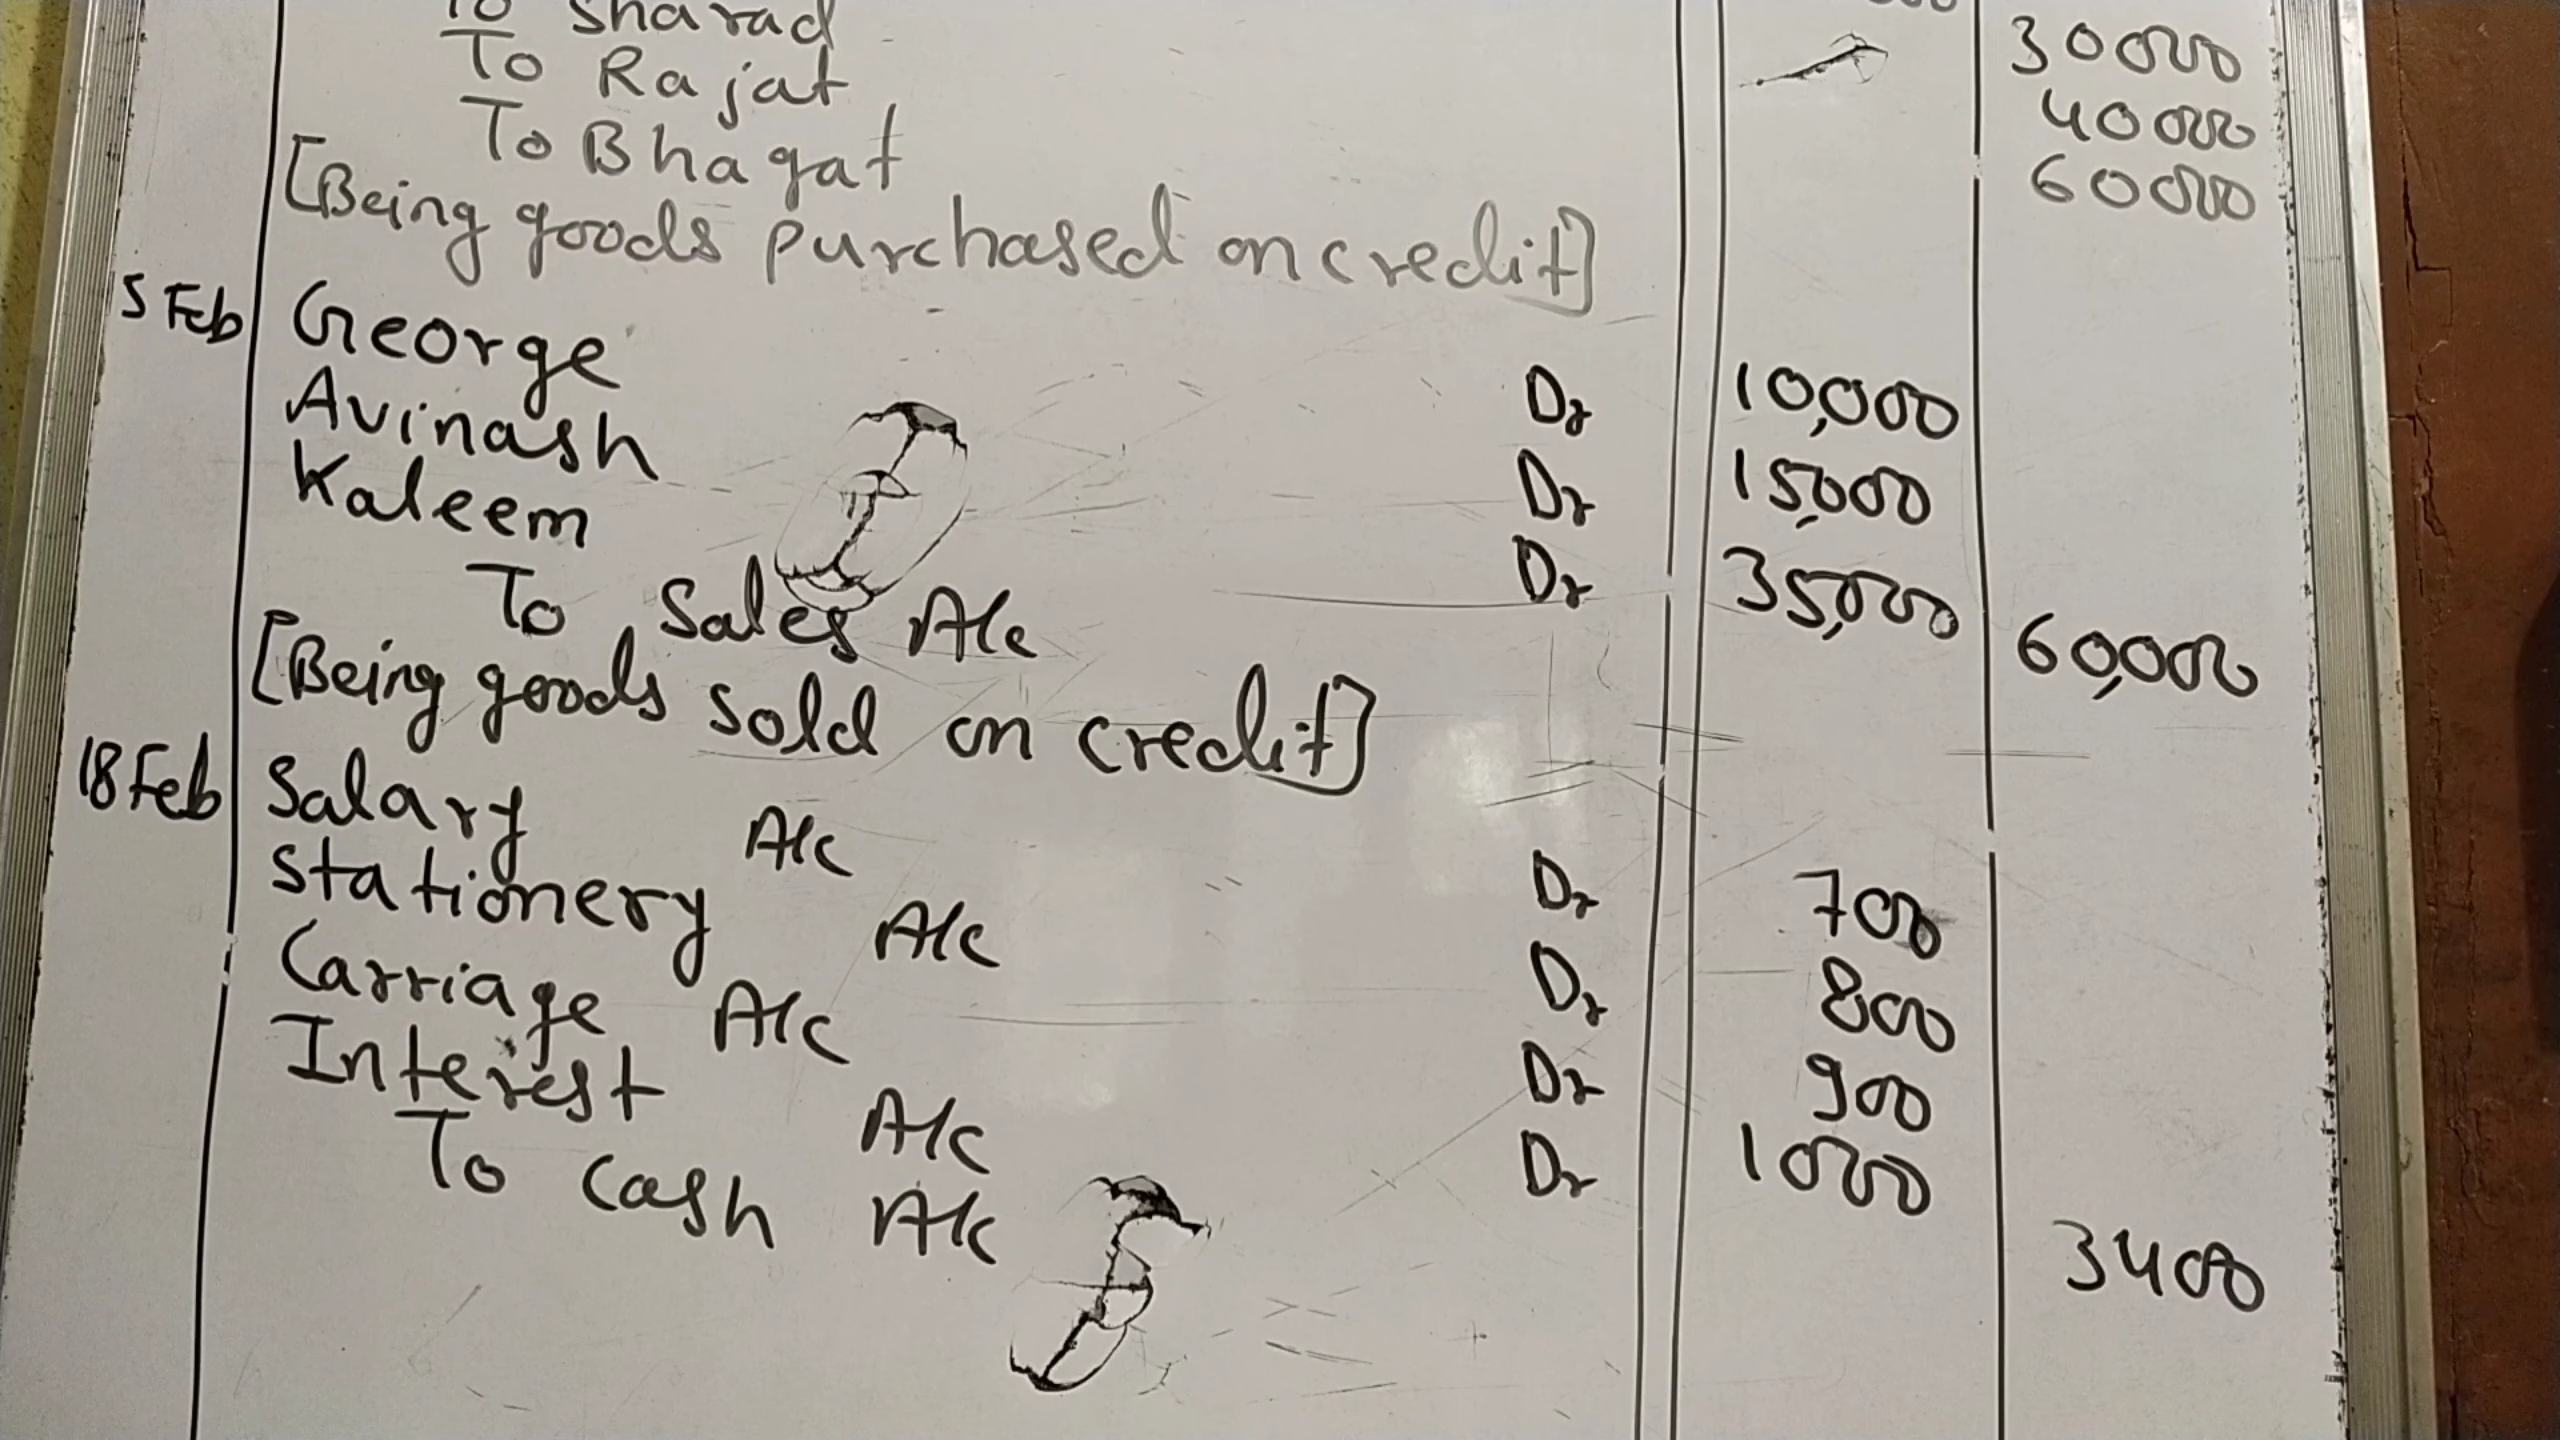 To Sharad 30000
To Rajat 40000
To Bhagat 60000
[Being goods purchased on credit]
5 Feb George Dr 10,000
Avinash Dr 15,000
Kaleem Dr 35,000
To Sales A/c 60,000
[Being goods sold on credit]
18 Feb Salary A/c Dr 700
Stationery A/c Dr 800
Carriage A/c Dr 900
Interest A/c Dr 1000
To Cash A/c 3400